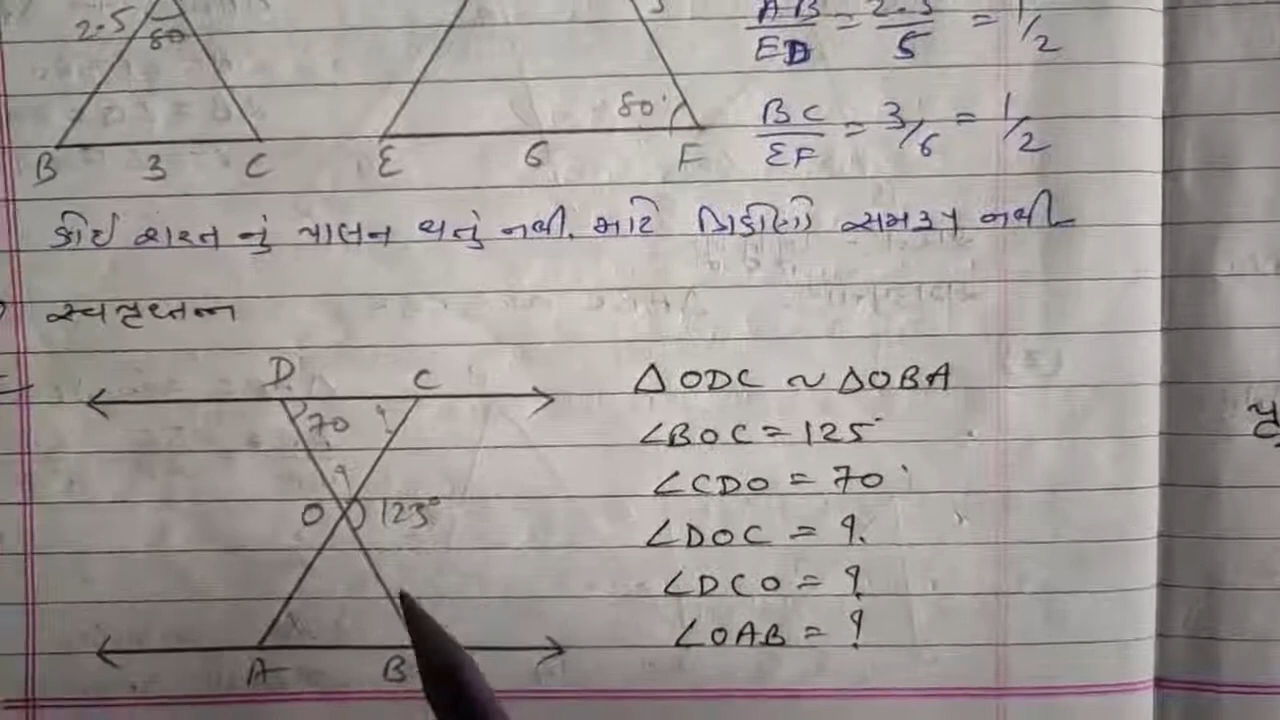 2.5
80
AB/ED = 2.5/5 = 1/2
80°
BC/EF = 3/6 = 1/2
B 3 C E 6 F
કોઈ શરત નું પાલન થતું નથી. માટે ત્રિકોણો સમરૂપ નથી
D C
70 ?
?
O 125°
A B
△ODC ~ △OBA
∠BOC = 125°
∠CDO = 70°
∠DOC = ?
∠DCO = ?
∠OAB = ?